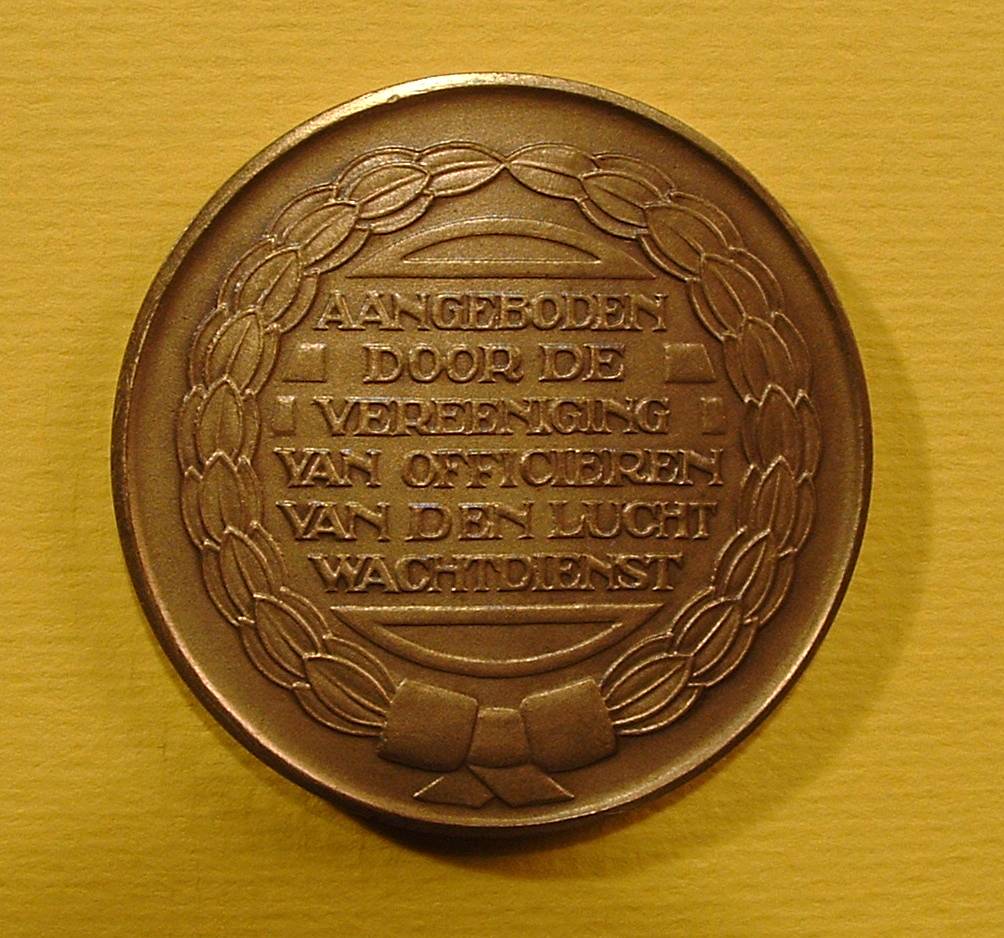 AANGEBODEN
DOOR DE
VEREENIGING
VAN OFFICIEREN
VAN DEN LUCHT
WACHTDIENST